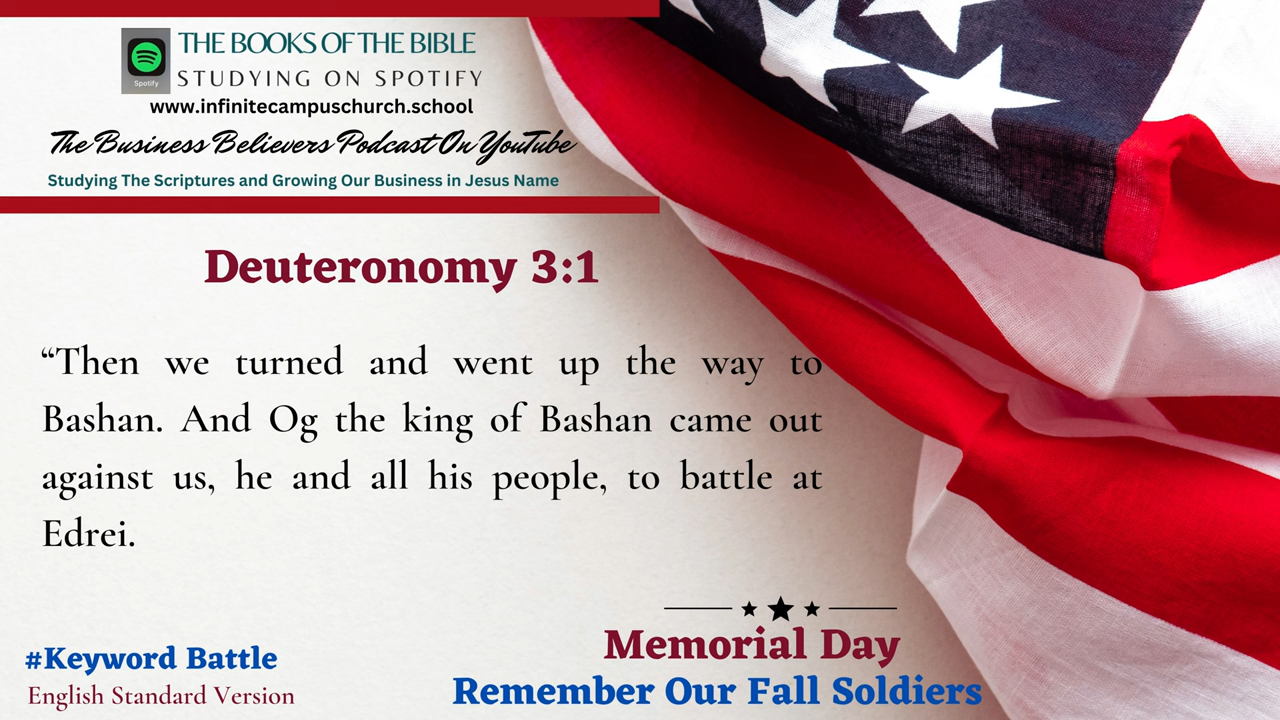 Spotify
THE BOOKS OF THE BIBLE
STUDYING ON SPOTIFY
www.infinitecampuschurch.school
The Business Believers Podcast On YouTube
Studying The Scriptures and Growing Our Business in Jesus Name
Deuteronomy 3:1
“Then we turned and went up the way to
Bashan. And Og the king of Bashan came out
against us, he and all his people, to battle at
Edrei.
#Keyword Battle
English Standard Version
Memorial Day
Remember Our Fall Soldiers